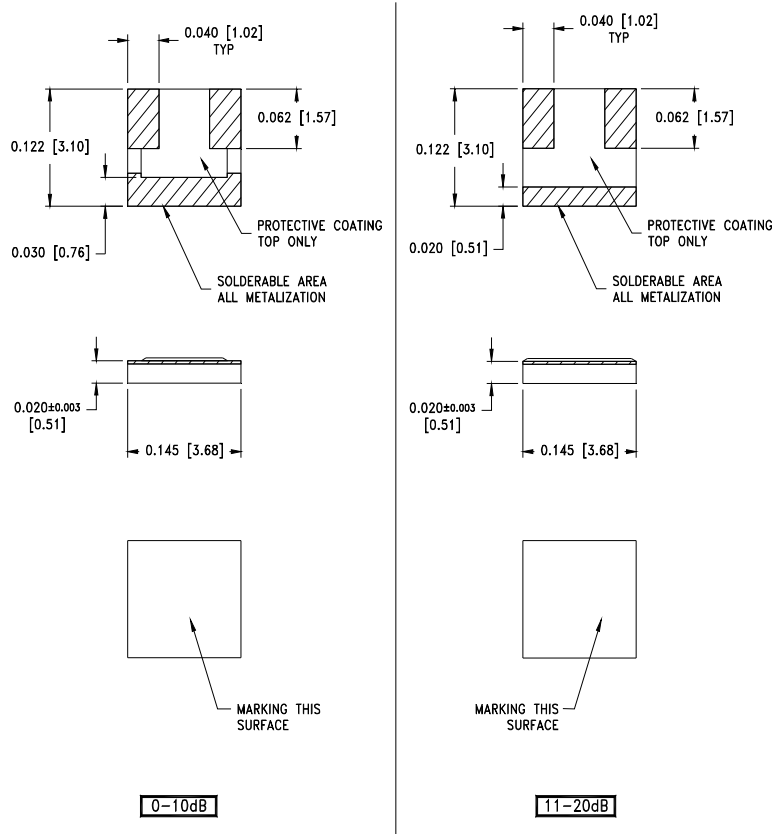 0.040 [1.02]
TYP
0.122 [3.10]
0.062 [1.57]
0.030 [0.76]
PROTECTIVE COATING
TOP ONLY
SOLDERABLE AREA
ALL METALIZATION
0.020±0.003
[0.51]
0.145 [3.68]
MARKING THIS
SURFACE
0-10dB
0.040 [1.02]
TYP
0.122 [3.10]
0.062 [1.57]
0.020 [0.51]
PROTECTIVE COATING
TOP ONLY
SOLDERABLE AREA
ALL METALIZATION
0.020±0.003
[0.51]
0.145 [3.68]
MARKING THIS
SURFACE
11-20dB